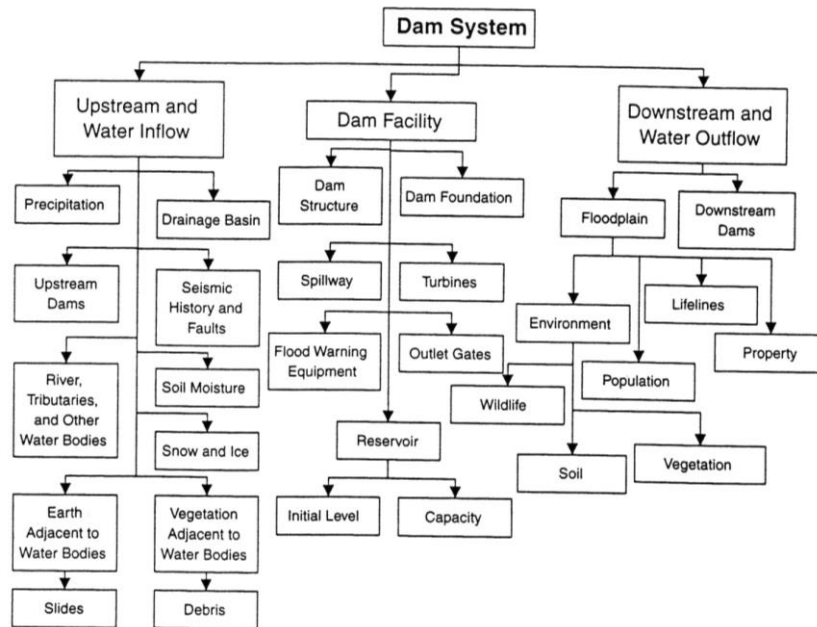 Dam System
Upstream and
Water Inflow
Dam Facility
Downstream and
Water Outflow
Precipitation
Drainage Basin
Dam
Structure
Dam Foundation
Floodplain
Downstream
Dams
Upstream
Dams
Seismic
History and
Faults
Spillway
Turbines
Environment
Lifelines
Flood Warning
Equipment
Outlet Gates
Property
River,
Tributaries,
and Other
Water Bodies
Soil Moisture
Population
Wildlife
Snow and Ice
Reservoir
Soil
Vegetation
Earth
Adjacent to
Water Bodies
Vegetation
Adjacent to
Water Bodies
Initial Level
Capacity
Slides
Debris